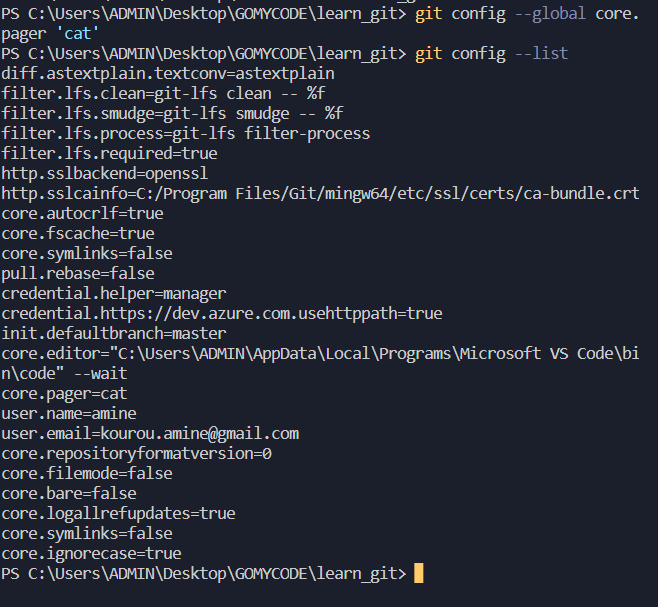 PS C:\Users\ADMIN\Desktop\GOMYCODE\learn_git> git config --global core.
pager 'cat'
PS C:\Users\ADMIN\Desktop\GOMYCODE\learn_git> git config --list
diff.astextplain.textconv=astextplain
filter.lfs.clean=git-lfs clean -- %f
filter.lfs.smudge=git-lfs smudge -- %f
filter.lfs.process=git-lfs filter-process
filter.lfs.required=true
http.sslbackend=openssl
http.sslcainfo=C:/Program Files/Git/mingw64/etc/ssl/certs/ca-bundle.crt
core.autocrlf=true
core.fscache=true
core.symlinks=false
pull.rebase=false
credential.helper=manager
credential.https://dev.azure.com.usehttppath=true
init.defaultbranch=master
core.editor="C:\Users\ADMIN\AppData\Local\Programs\Microsoft VS Code\bi
n\code" --wait
core.pager=cat
user.name=amine
user.email=kourou.amine@gmail.com
core.repositoryformatversion=0
core.filemode=false
core.bare=false
core.logallrefupdates=true
core.symlinks=false
core.ignorecase=true
PS C:\Users\ADMIN\Desktop\GOMYCODE\learn_git>